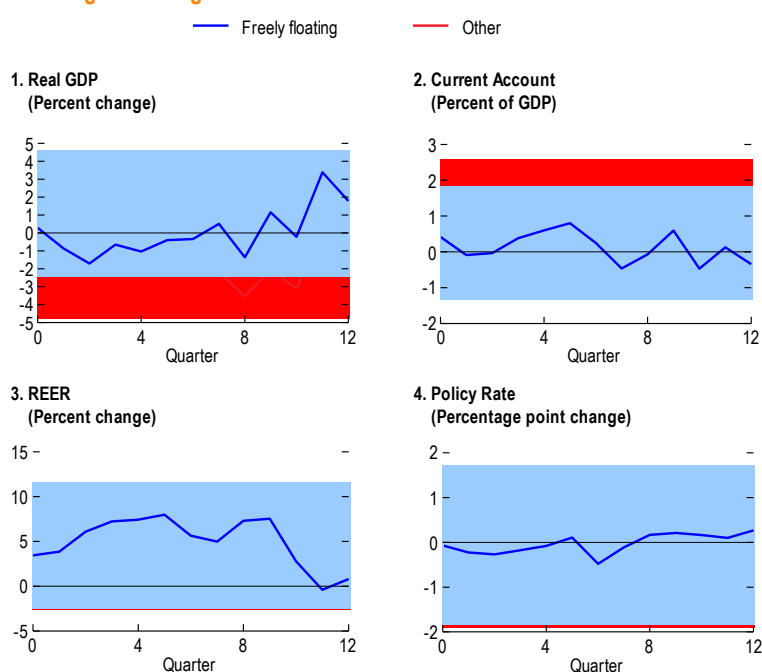 Freely floating Other
1. Real GDP
(Percent change)
2. Current Account
(Percent of GDP)
5
4
3
2
1
0
-1
-2
-3
-4
-5
0 4 8 12
Quarter
3
2
1
0
-1
-2
0 4 8 12
Quarter
3. REER
(Percent change)
4. Policy Rate
(Percentage point change)
15
10
5
0
-5
0 4 8 12
Quarter
2
1
0
-1
-2
0 4 8 12
Quarter